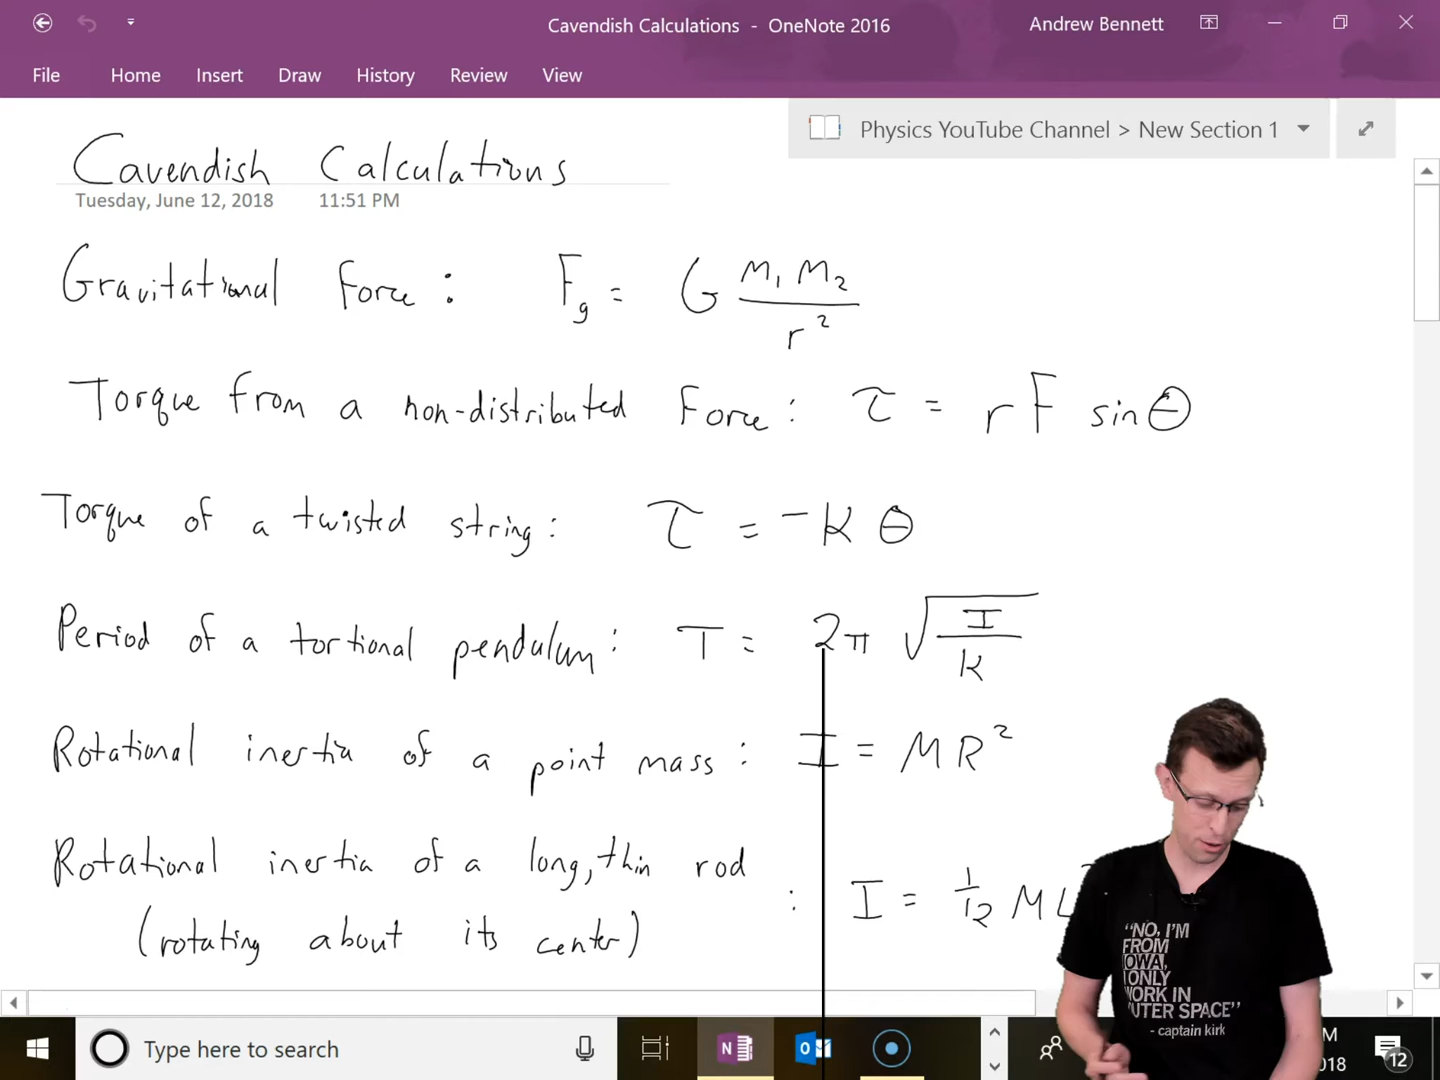 Cavendish Calculations - OneNote 2016
Andrew Bennett
File Home Insert Draw History Review View
Physics YouTube Channel > New Section 1
Cavendish Calculations
Tuesday, June 12, 2018 11:51 PM
Gravitational Force: F_g = G M₁ M₂ / r²
Torque from a non-distributed Force: τ = r F sin θ
Torque of a twisted string: τ = -K θ
Period of a tortional pendulum: T = 2π √(I / K)
Rotational inertia of a point mass: I = MR²
Rotational inertia of a long, thin rod
(rotating about its center)
: I = 1/12 ML
"NO, I'M
FROM
IOWA,
I ONLY
WORK IN
OUTER SPACE"
- captain kirk
Type here to search
M
018
12